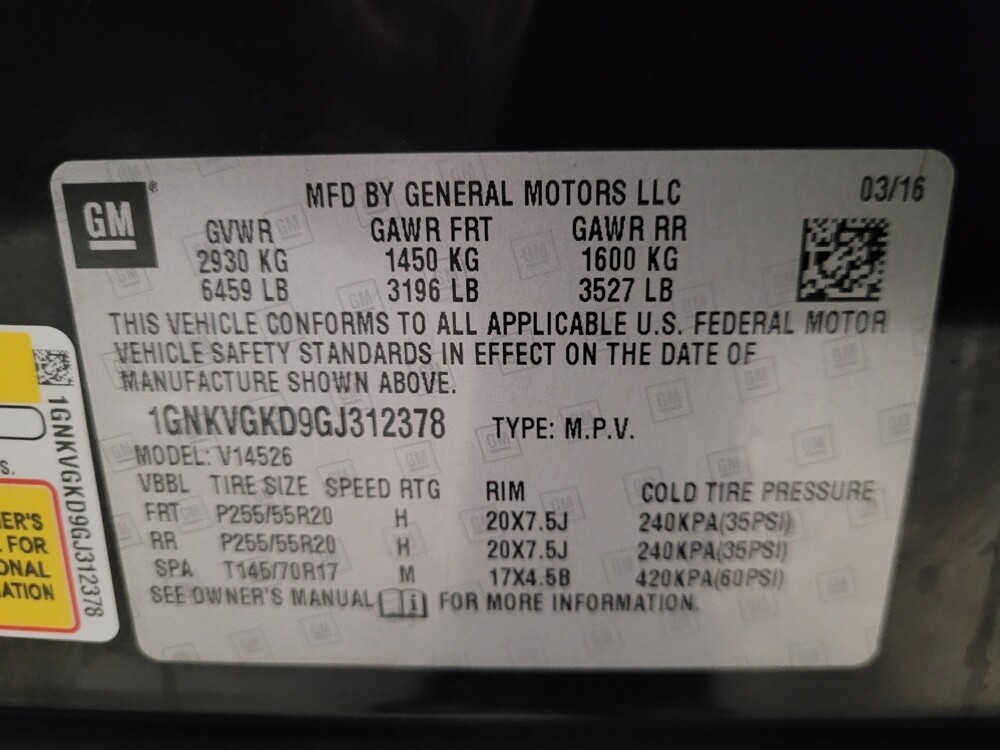 GM
®
MFD BY GENERAL MOTORS LLC
03/16
GVWR GAWR FRT GAWR RR
2930 KG 1450 KG 1600 KG
6459 LB 3196 LB 3527 LB
THIS VEHICLE CONFORMS TO ALL APPLICABLE U.S. FEDERAL MOTOR
VEHICLE SAFETY STANDARDS IN EFFECT ON THE DATE OF
MANUFACTURE SHOWN ABOVE.
1GNKVGKD9GJ312378 TYPE: M.P.V.
MODEL: V14526
VBBL TIRE SIZE SPEED RTG RIM COLD TIRE PRESSURE
FRT P255/55R20 H 20X7.5J 240KPA(35PSI)
RR P255/55R20 H 20X7.5J 240KPA(35PSI)
SPA T145/70R17 M 17X4.5B 420KPA(60PSI)
SEE OWNER'S MANUAL i FOR MORE INFORMATION.
1GNKVGKD9GJ312378
S.
ER'S
FOR
ONAL
ATION